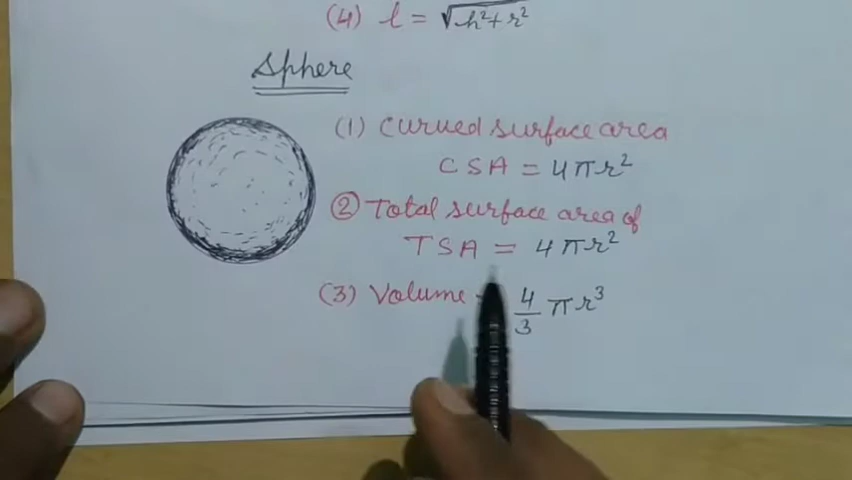 (4) l = √h²+r²
Sphere
(1) Curved surface area
CSA = 4πr²
② Total surface area of
TSA = 4πr²
(3) Volume = 4/3 πr³